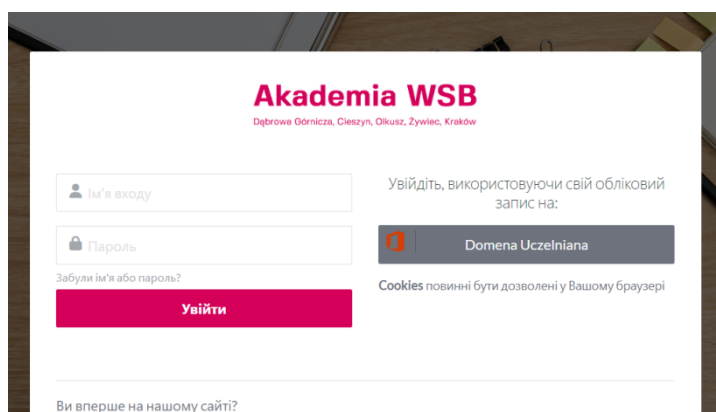 Akademia WSB
Dąbrowa Górnicza, Cieszyn, Olkusz, Żywiec, Kraków
Ім'я входу
Пароль
Забули ім'я або пароль?
Увійти
Увійдіть, використовуючи свій обліковий
запис на:
Domena Uczelniana
Cookies повинні бути дозволені у Вашому браузері
Ви вперше на нашому сайті?